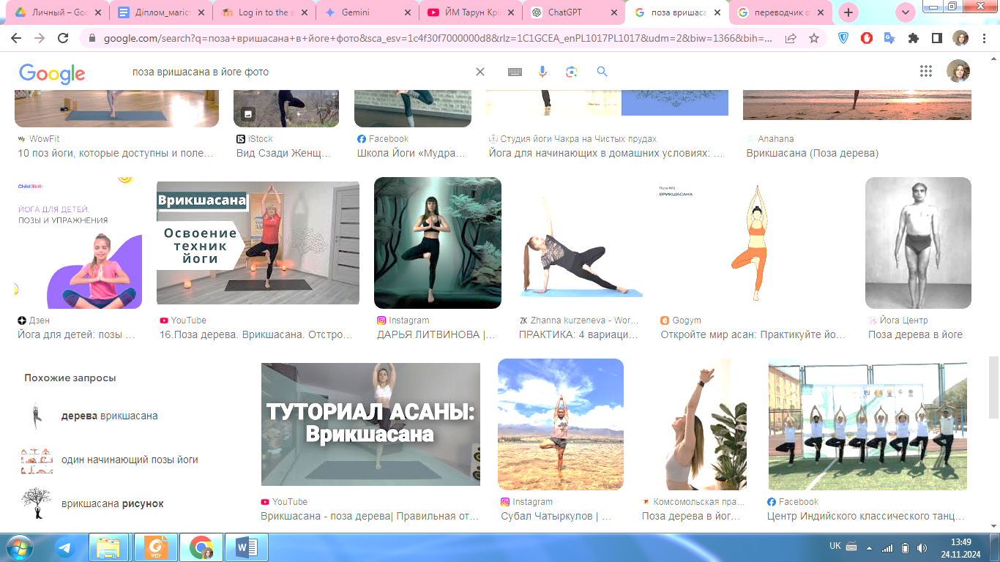 Личный – Goo
Діплом_магіст
Log in to the s
Gemini
ЙМ Тарун Крі
ChatGPT
поза вришаса
переводчик с
google.com/search?q=поза+вришасана+в+йоге+фото&sca_esv=1c4f30f7000000d8&rlz=1C1GCEA_enPL1017PL1017&udm=2&biw=1366&bih=...
Google
поза вришасана в йоге фото
WowFit
iStock
Facebook
Студия йоги Чакра на Чистых прудах
Anahana
10 поз йоги, которые доступны и поле...
Вид Сзади Женщ...
Школа Йоги «Мудра...
Йога для начинающих в домашних условиях: ...
Врикшасана (Поза дерева)
Child{Skill}
ЙОГА ДЛЯ ДЕТЕЙ.
ПОЗЫ И УПРАЖНЕНИЯ
Врикшасана
Освоение
техник
йоги
Поза №2
ВРИКШАСАНА
Дзен
YouTube
Instagram
Zhanna kurzeneva - Wor...
Gogym
Йога Центр
Йога для детей: позы ...
16.Поза дерева. Врикшасана. Отстро...
ДАРЬЯ ЛИТВИНОВА |...
ПРАКТИКА: 4 вариаци...
Откройте мир асан: Практикуйте йо...
Поза дерева в йоге
Похожие запросы
дерева врикшасана
один начинающий позы йоги
врикшасана рисунок
ТУТОРИАЛ АСАНЫ:
Врикшасана
YouTube
Instagram
Комсомольская пра...
Facebook
Врикшасана - поза дерева| Правильная от...
Субал Чатыркулов | ...
Поза дерева в йог...
Центр Индийского классического танц...
PDF
UK
13:49
24.11.2024